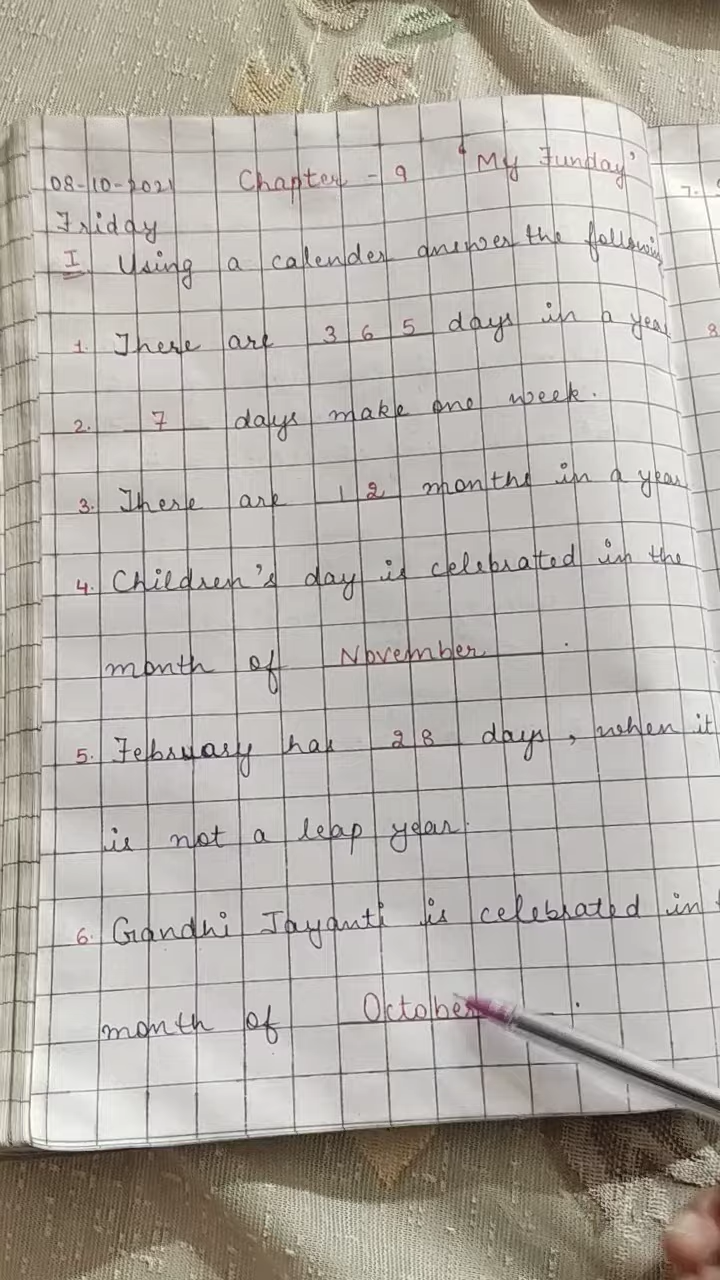 08-10-2021 Chapter - 9 'My Funday'
Friday
I Using a calender answer the following
1. There are 365 days in a year
2. 7 days make one week.
3. There are 12 months in a year
4. Children's day is celebrated in the
month of November.
5. February has 28 days, when it
is not a leap year.
6. Gandhi Jayanti is celebrated in
month of October.
7.
8